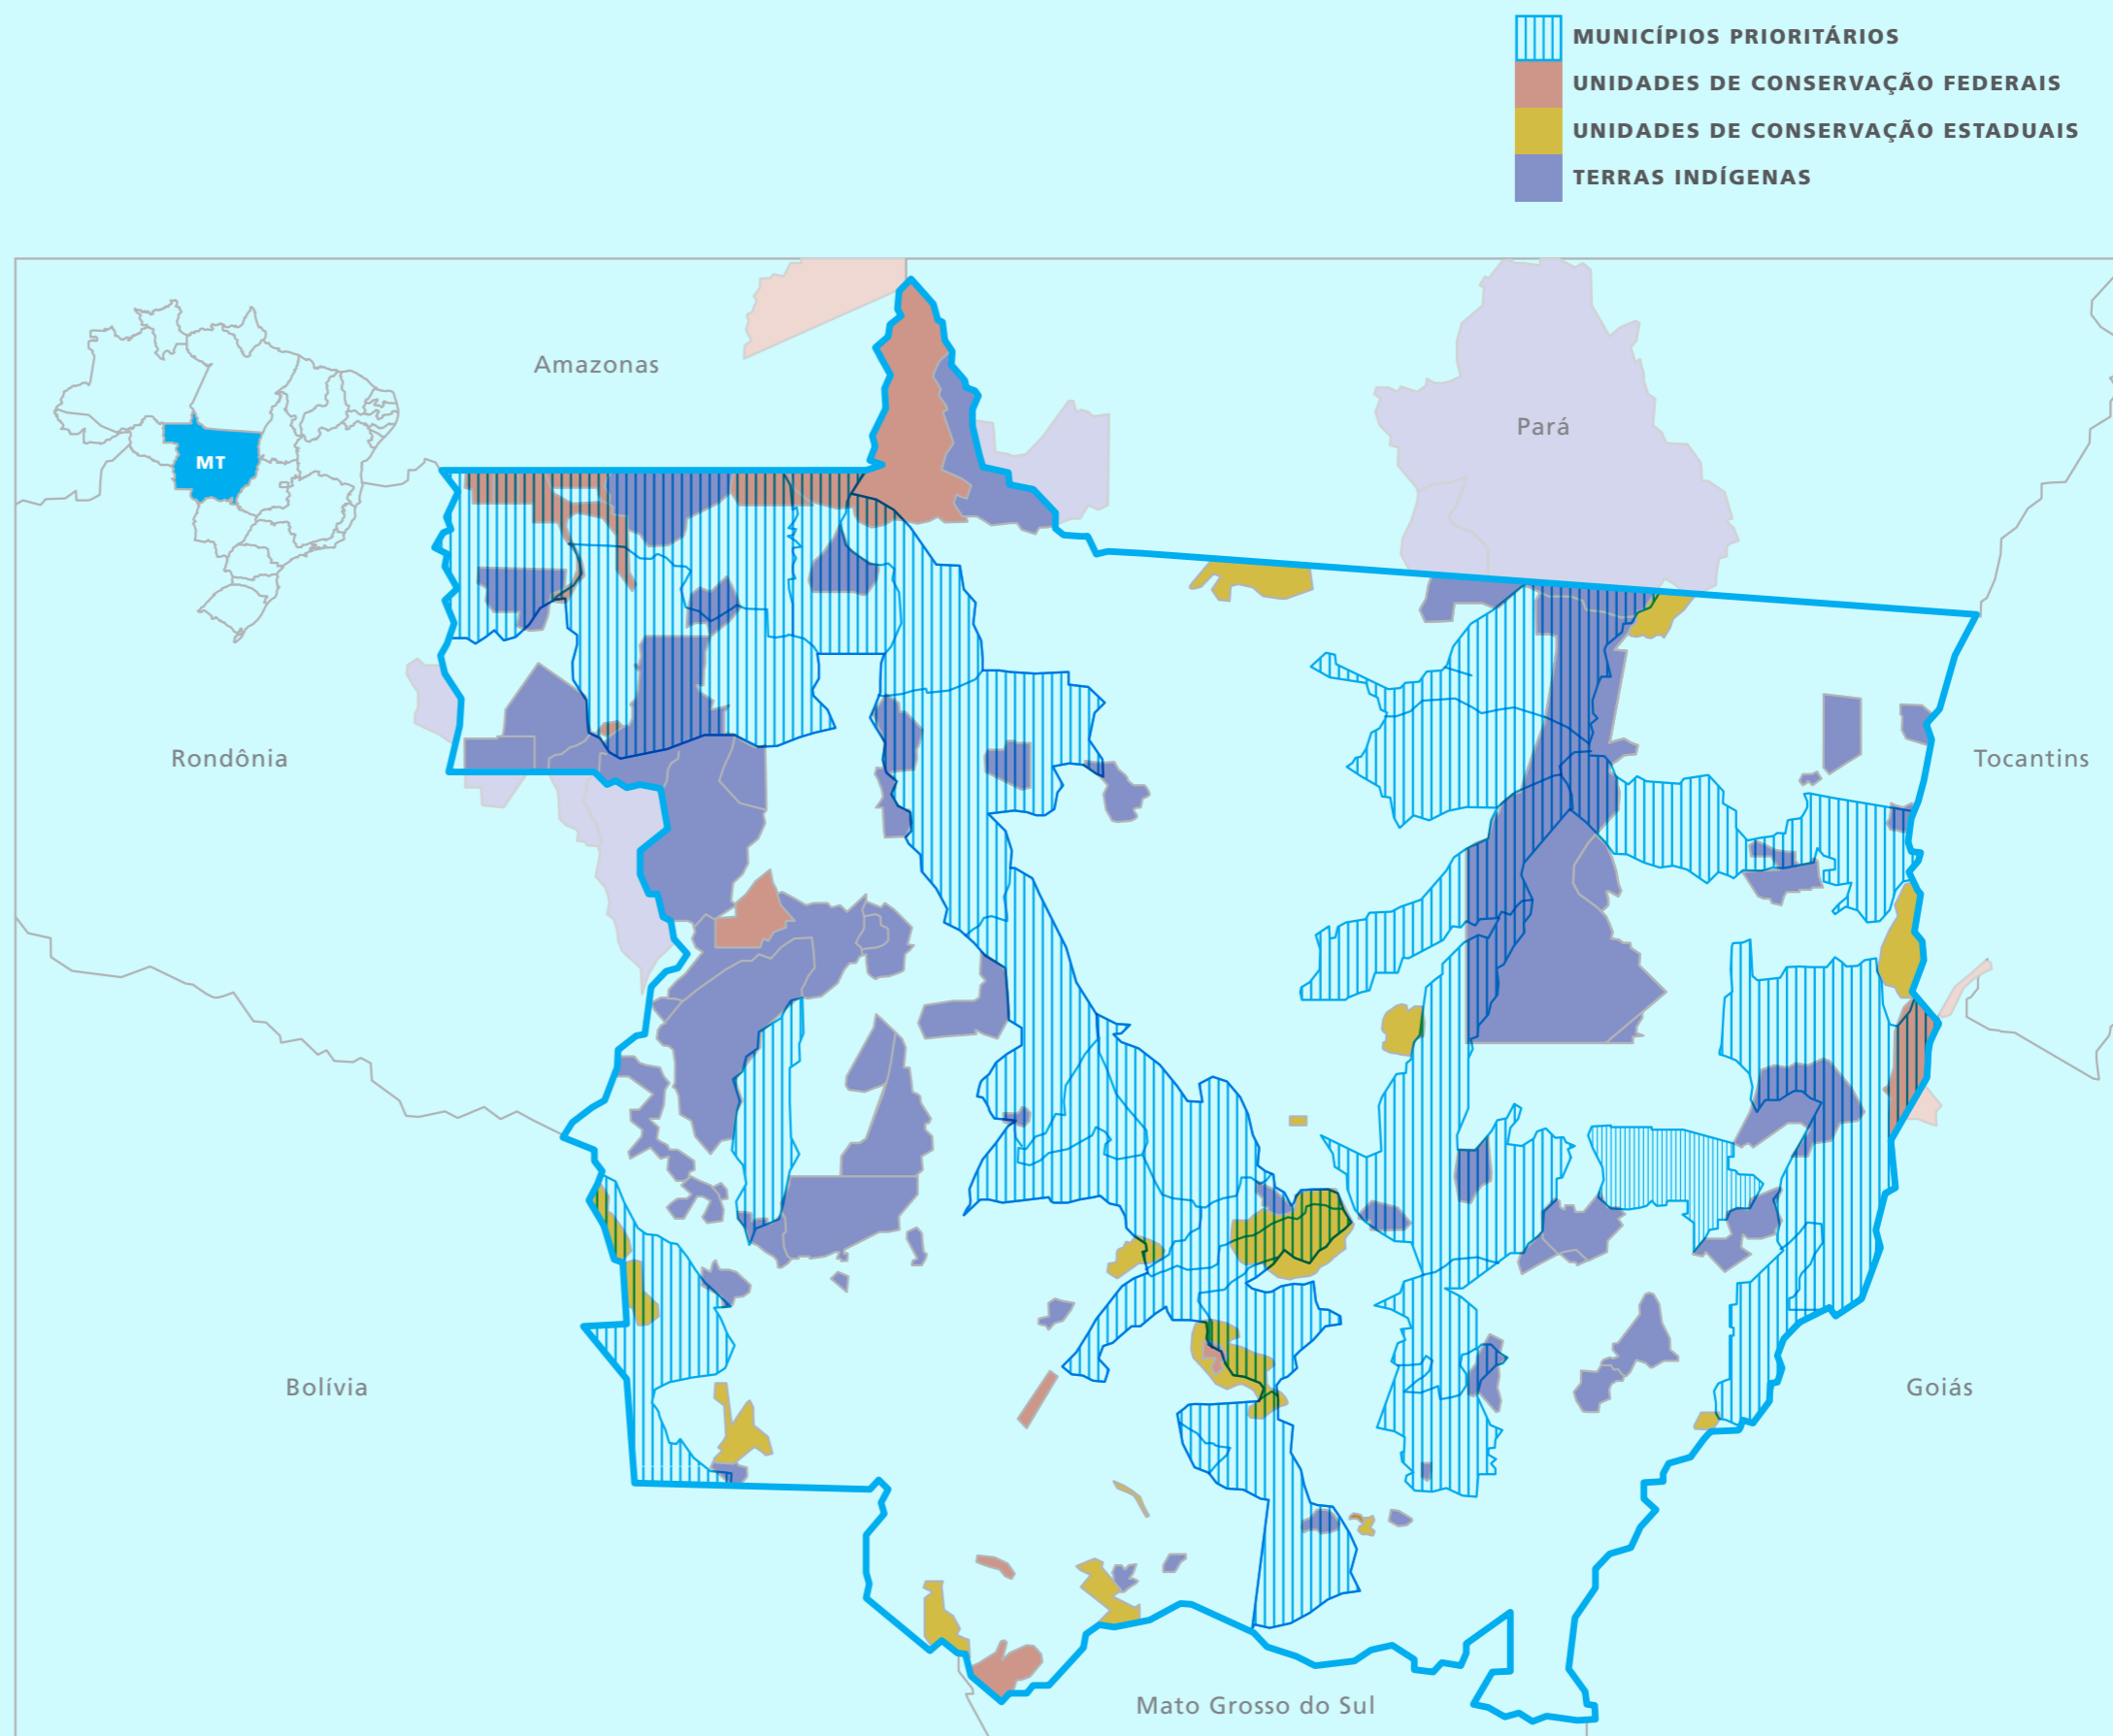 MUNICÍPIOS PRIORITÁRIOS
UNIDADES DE CONSERVAÇÃO FEDERAIS
UNIDADES DE CONSERVAÇÃO ESTADUAIS
TERRAS INDÍGENAS
Amazonas
Pará
MT
Rondônia
Tocantins
Bolívia
Goiás
Mato Grosso do Sul